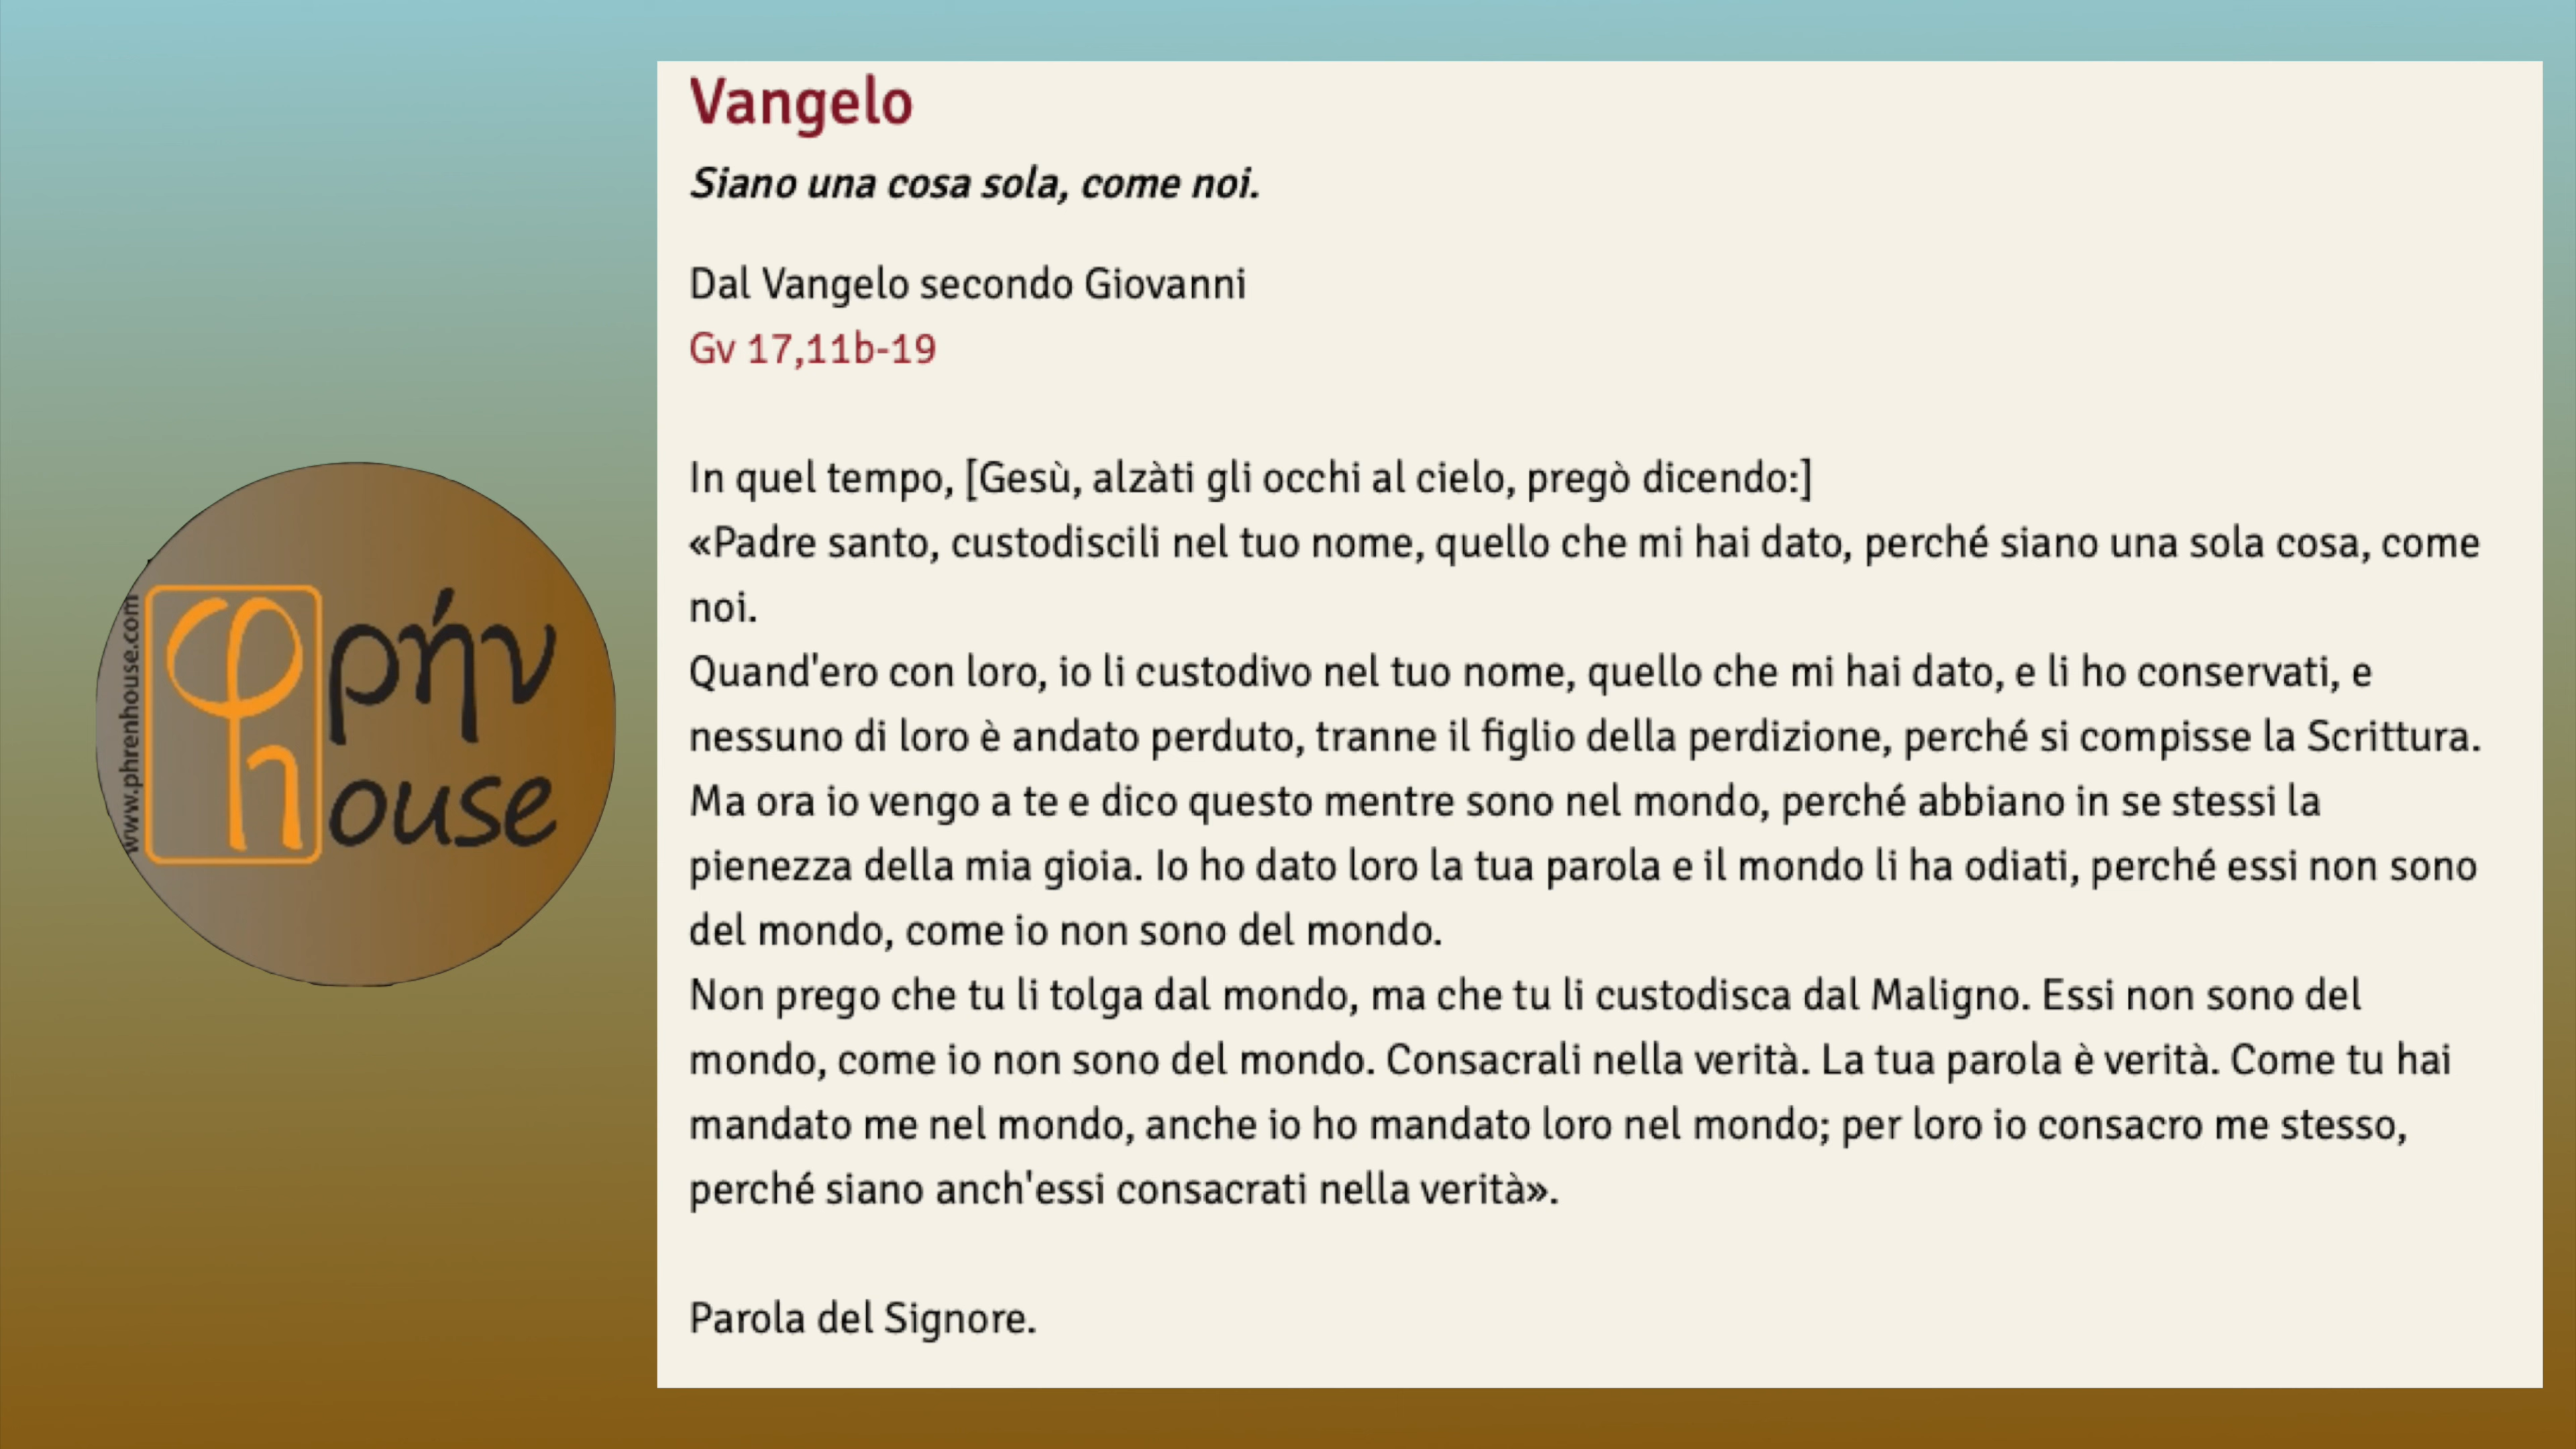 www.phrenhouse.com
φρήν
house
Vangelo
Siano una cosa sola, come noi.
Dal Vangelo secondo Giovanni
Gv 17,11b-19
In quel tempo, [Gesù, alzàti gli occhi al cielo, pregò dicendo:]
«Padre santo, custodiscili nel tuo nome, quello che mi hai dato, perché siano una sola cosa, come
noi.
Quand'ero con loro, io li custodivo nel tuo nome, quello che mi hai dato, e li ho conservati, e
nessuno di loro è andato perduto, tranne il figlio della perdizione, perché si compisse la Scrittura.
Ma ora io vengo a te e dico questo mentre sono nel mondo, perché abbiano in se stessi la
pienezza della mia gioia. Io ho dato loro la tua parola e il mondo li ha odiati, perché essi non sono
del mondo, come io non sono del mondo.
Non prego che tu li tolga dal mondo, ma che tu li custodisca dal Maligno. Essi non sono del
mondo, come io non sono del mondo. Consacrali nella verità. La tua parola è verità. Come tu hai
mandato me nel mondo, anche io ho mandato loro nel mondo; per loro io consacro me stesso,
perché siano anch'essi consacrati nella verità».
Parola del Signore.